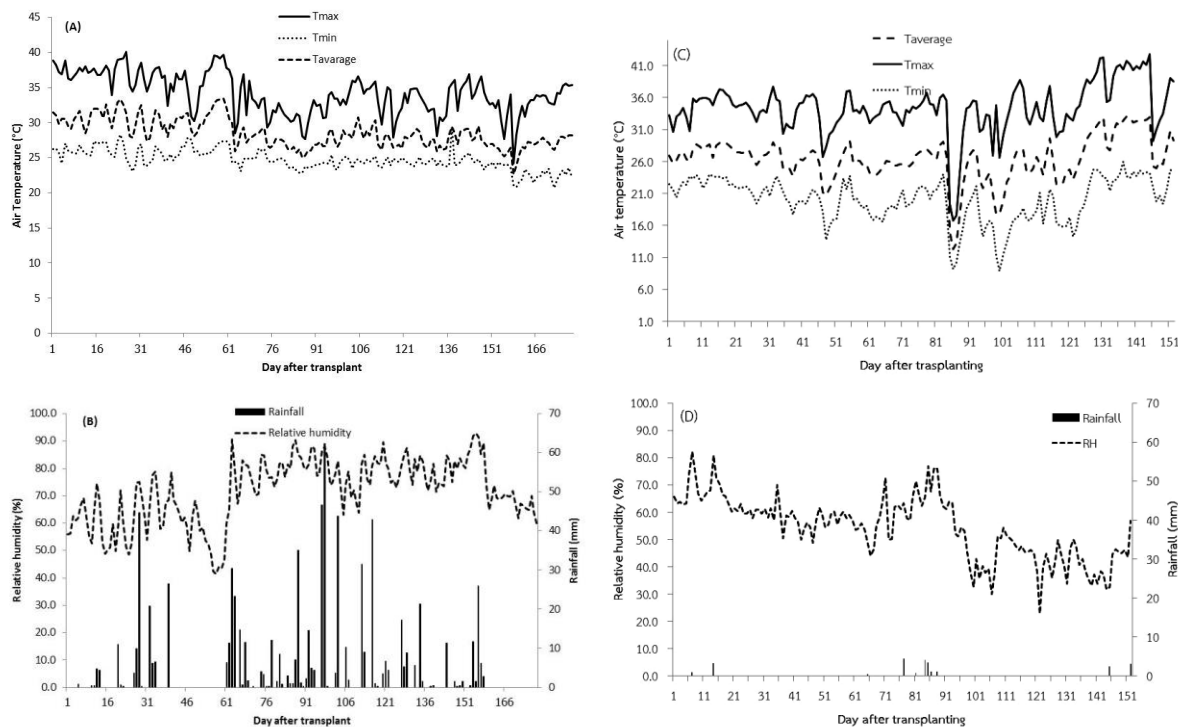 (A)
Tmax
Tmin
Tavarage
Air Temperature (°C)
45
40
35
30
25
20
15
10
5
0
1 16 31 46 61 76 91 106 121 136 151 166
Day after transplant
(C)
Taverage
Tmax
Tmin
Air temperature (°C)
41.0
36.0
31.0
26.0
21.0
16.0
11.0
6.0
1.0
1 11 21 31 41 51 61 71 81 91 101 111 121 131 141 151
Day after trasplanting
(B)
Rainfall
Relative humidity
Relative humidity (%)
100.0
90.0
80.0
70.0
60.0
50.0
40.0
30.0
20.0
10.0
0.0
70
60
50
40
30
20
10
0
Rainfall (mm)
1 16 31 46 61 76 91 106 121 136 151 166
Day after transplant
(D)
Rainfall
RH
Relative humidity (%)
100.0
90.0
80.0
70.0
60.0
50.0
40.0
30.0
20.0
10.0
0.0
70
60
50
40
30
20
10
0
Rainfall (mm)
1 11 21 31 41 51 61 71 81 91 101 111 121 131 141 151
Day after transplanting